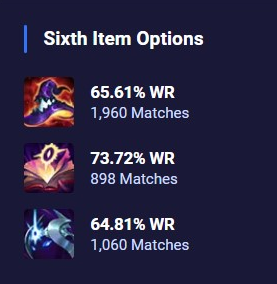 Sixth Item Options
65.61% WR
1,960 Matches
73.72% WR
898 Matches
64.81% WR
1,060 Matches